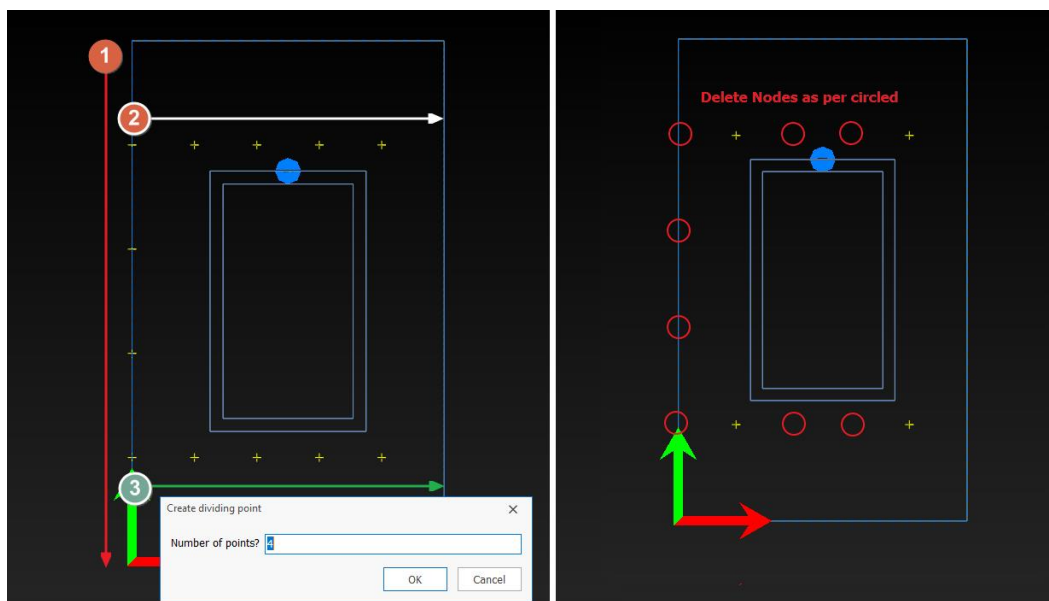 1
2
3
Create dividing point
Number of points? 4
OK Cancel
Delete Nodes as per circled